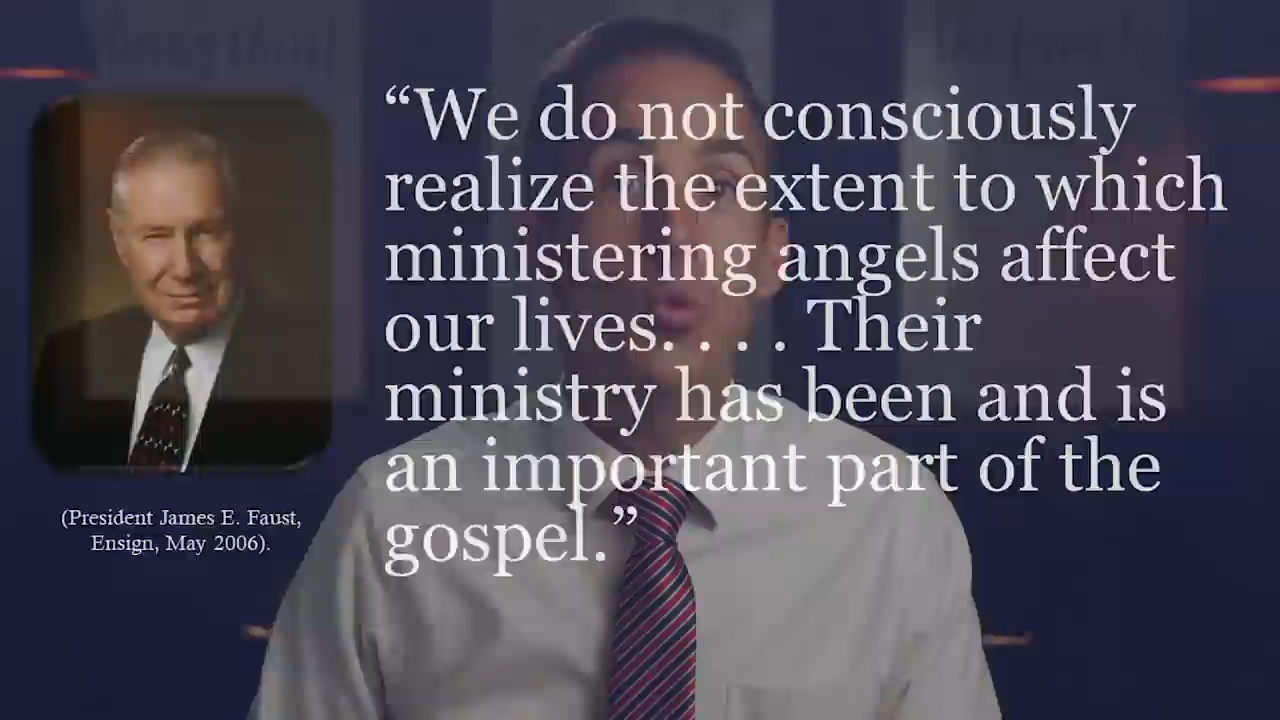 “We do not consciously
realize the extent to which
ministering angels affect
our lives. . . . Their
ministry has been and is
an important part of the
gospel.”
(President James E. Faust,
Ensign, May 2006).